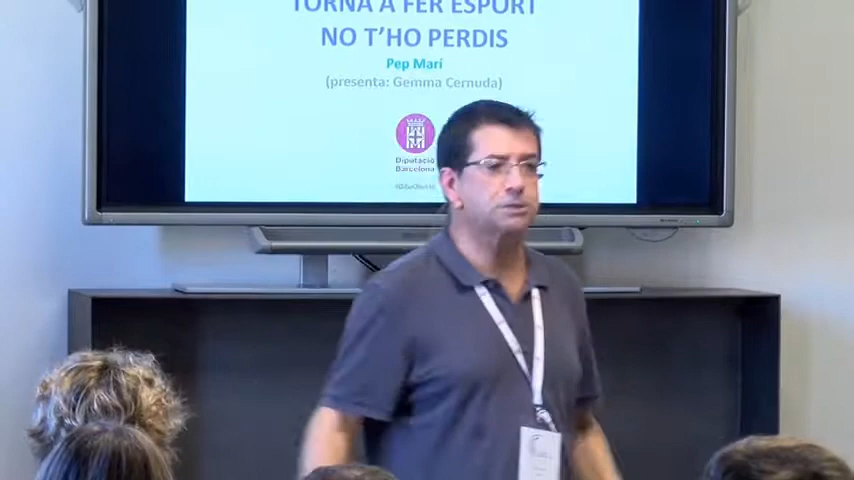 TORNA A FER ESPORT
NO T'HO PERDIS
Pep Marí
(presenta: Gemma Cernuda)
Diputació
Barcelona